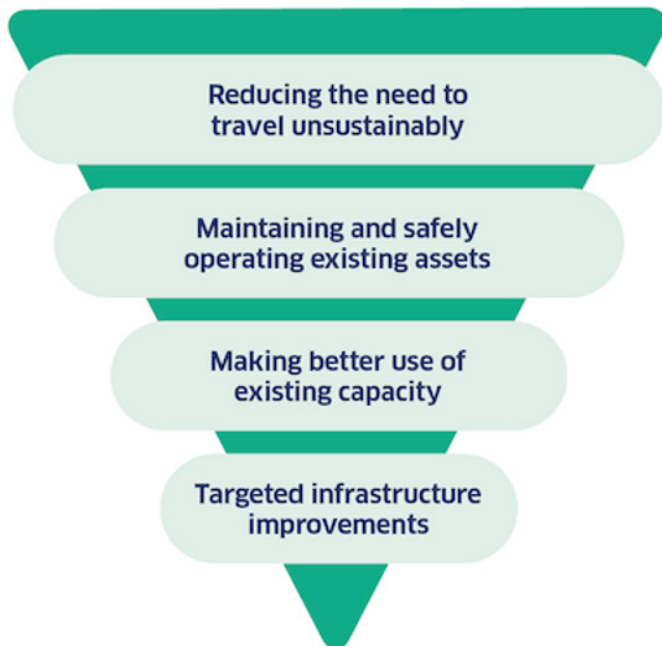 Reducing the need to
travel unsustainably
Maintaining and safely
operating existing assets
Making better use of
existing capacity
Targeted infrastructure
improvements